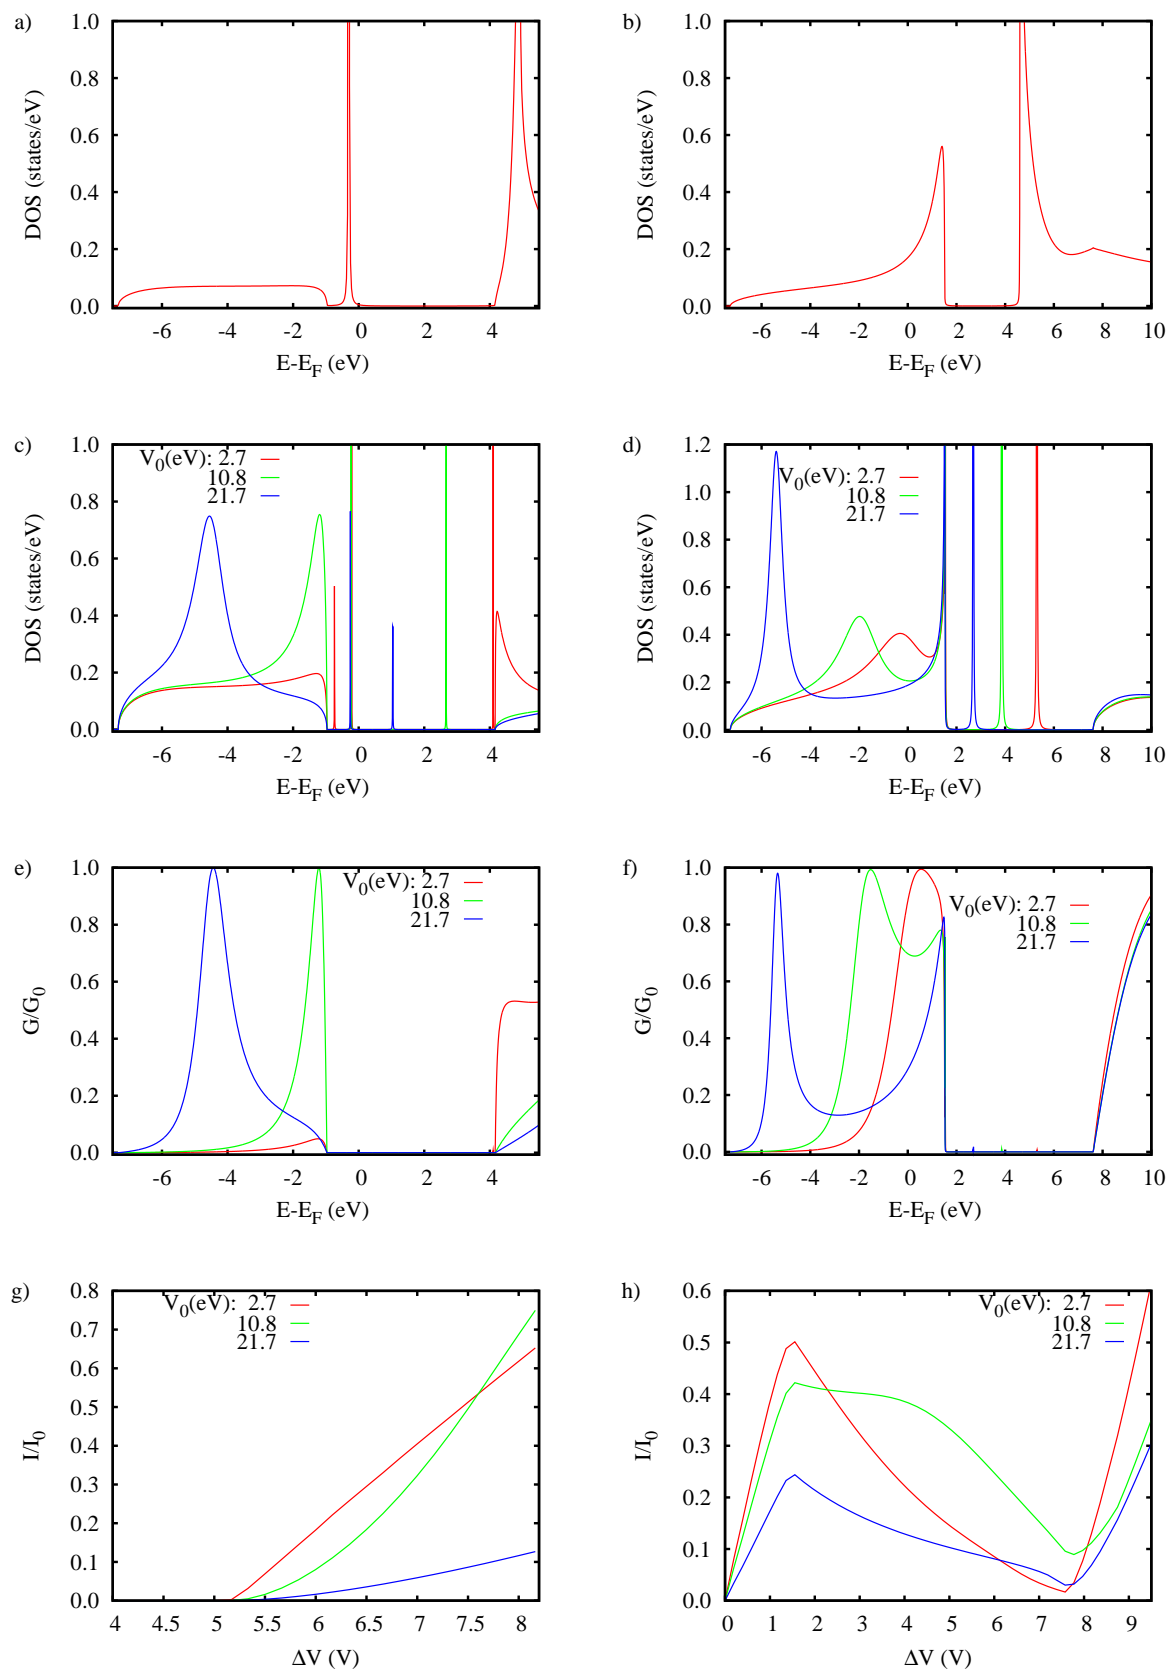 a)
1.0
0.8
0.6
0.4
0.2
0.0
DOS (states/eV)
-6 -4 -2 0 2 4
E-E_F (eV)
b)
1.0
0.8
0.6
0.4
0.2
0.0
DOS (states/eV)
-6 -4 -2 0 2 4 6 8 10
E-E_F (eV)
c)
1.0
0.8
0.6
0.4
0.2
0.0
DOS (states/eV)
V_0(eV): 2.7
10.8
21.7
-6 -4 -2 0 2 4
E-E_F (eV)
d)
1.2
1.0
0.8
0.6
0.4
0.2
0.0
DOS (states/eV)
V_0(eV): 2.7
10.8
21.7
-6 -4 -2 0 2 4 6 8 10
E-E_F (eV)
e)
1.0
0.8
0.6
0.4
0.2
0.0
G/G_0
V_0(eV): 2.7
10.8
21.7
-6 -4 -2 0 2 4
E-E_F (eV)
f)
1.0
0.8
0.6
0.4
0.2
0.0
G/G_0
V_0(eV): 2.7
10.8
21.7
-6 -4 -2 0 2 4 6 8 10
E-E_F (eV)
g)
0.8
0.7
0.6
0.5
0.4
0.3
0.2
0.1
0.0
I/I_0
V_0(eV): 2.7
10.8
21.7
4 4.5 5 5.5 6 6.5 7 7.5 8
ΔV (V)
h)
0.6
0.5
0.4
0.3
0.2
0.1
0.0
I/I_0
V_0(eV): 2.7
10.8
21.7
0 1 2 3 4 5 6 7 8 9
ΔV (V)